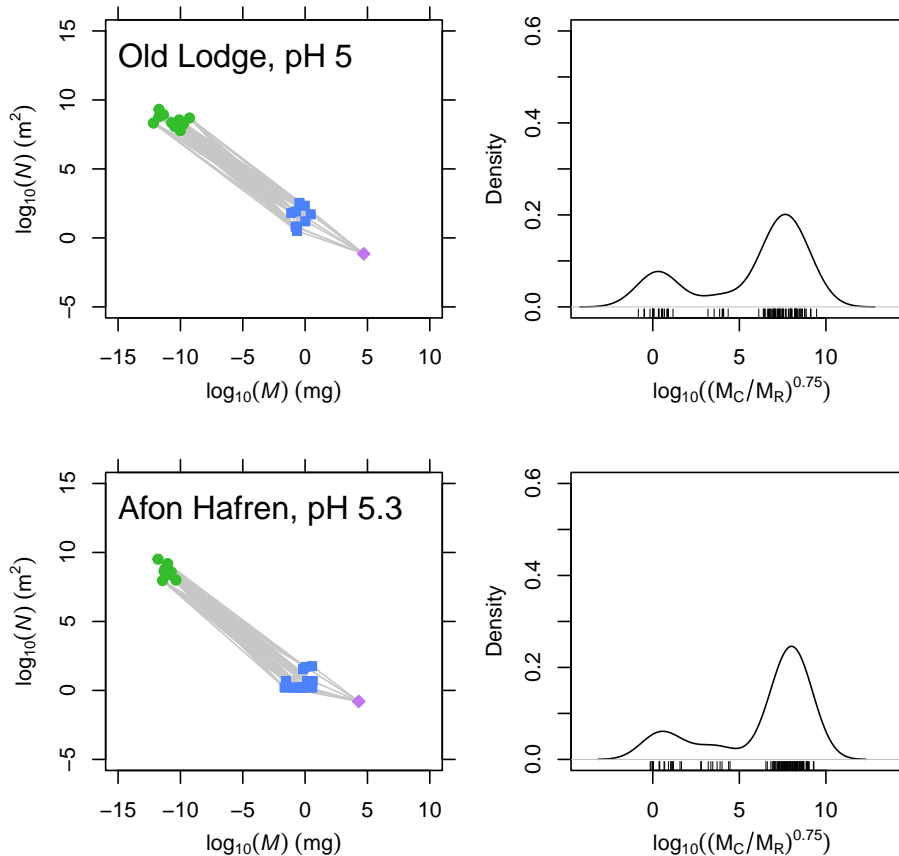 Old Lodge, pH 5
15
10
5
0
−5
log10(N) (m²)
−15 −10 −5 0 5 10
log10(M) (mg)
0.6
0.4
0.2
0.0
Density
0 5 10
log10((MC/MR)^0.75)
Afon Hafren, pH 5.3
15
10
5
0
−5
log10(N) (m²)
−15 −10 −5 0 5 10
log10(M) (mg)
0.6
0.4
0.2
0.0
Density
0 5 10
log10((MC/MR)^0.75)